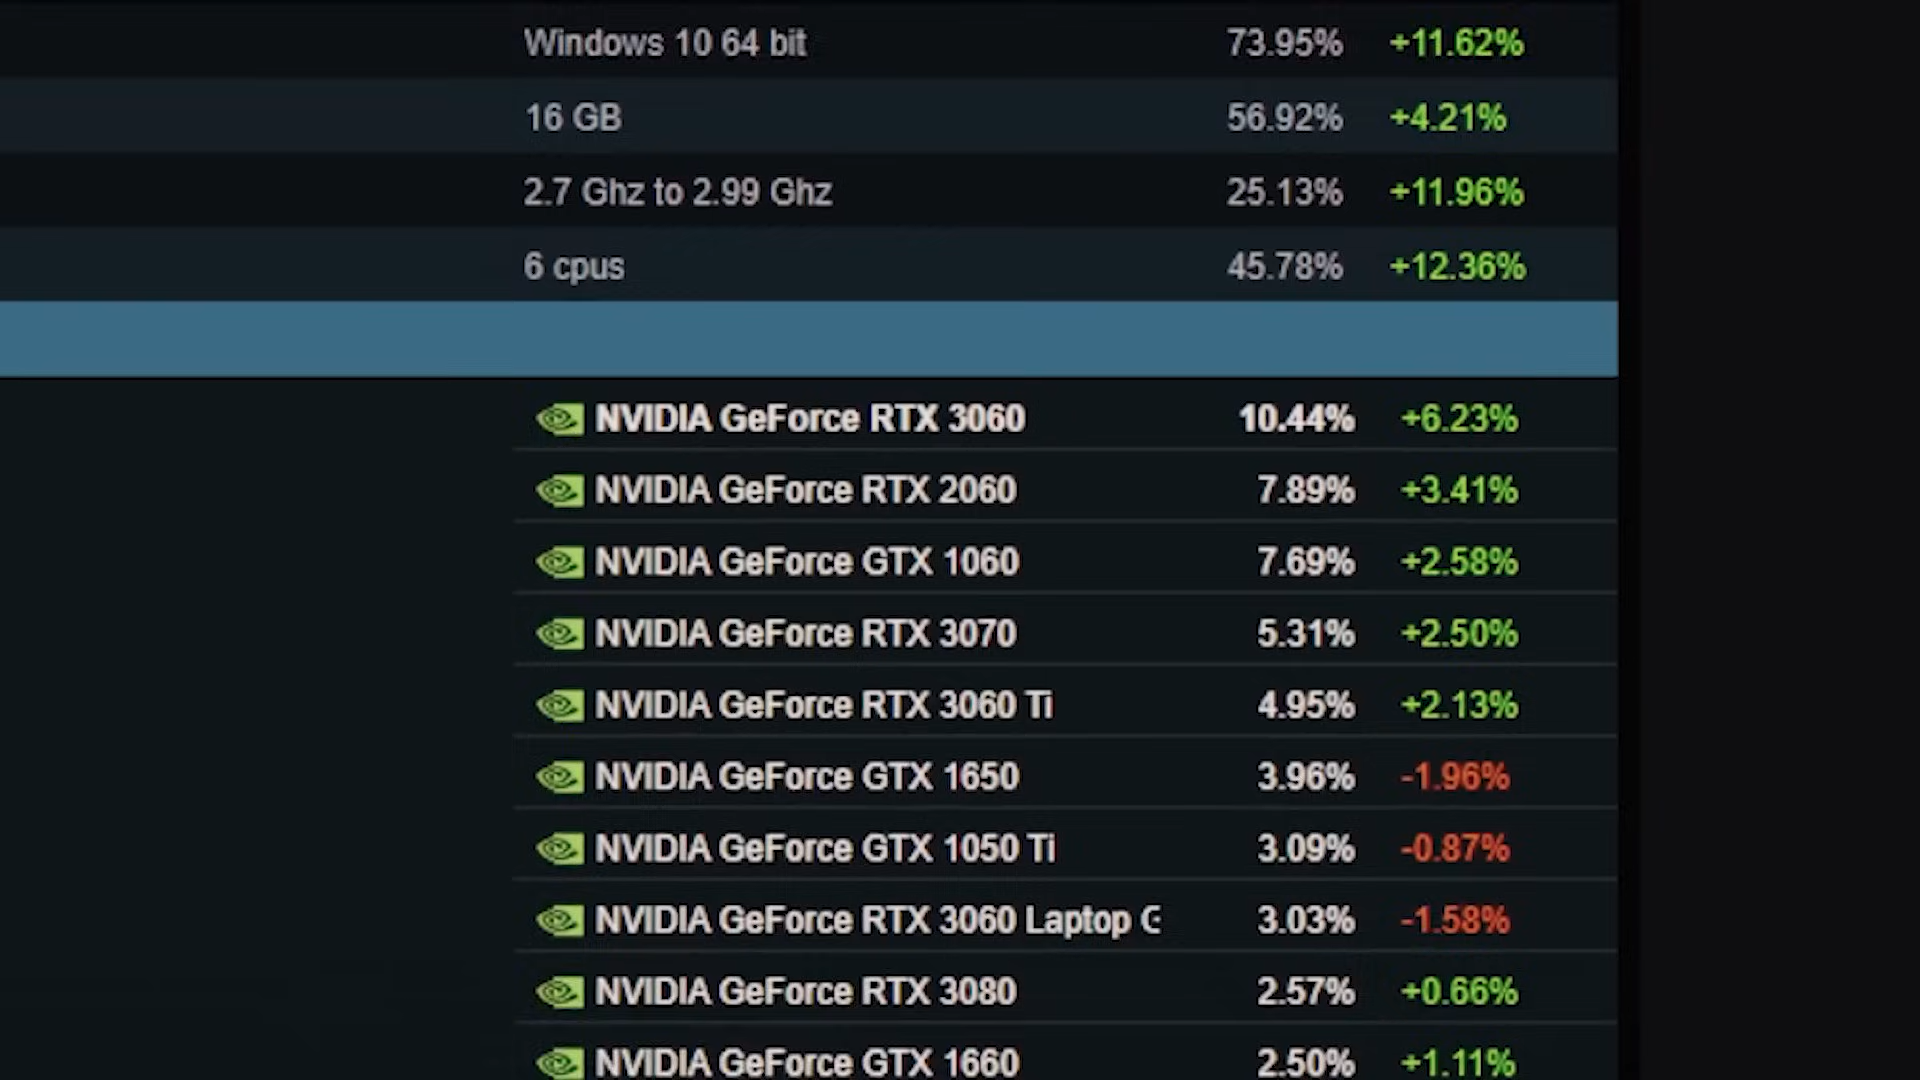 Windows 10 64 bit 73.95% +11.62%
16 GB 56.92% +4.21%
2.7 Ghz to 2.99 Ghz 25.13% +11.96%
6 cpus 45.78% +12.36%
NVIDIA GeForce RTX 3060 10.44% +6.23%
NVIDIA GeForce RTX 2060 7.89% +3.41%
NVIDIA GeForce GTX 1060 7.69% +2.58%
NVIDIA GeForce RTX 3070 5.31% +2.50%
NVIDIA GeForce RTX 3060 Ti 4.95% +2.13%
NVIDIA GeForce GTX 1650 3.96% -1.96%
NVIDIA GeForce GTX 1050 Ti 3.09% -0.87%
NVIDIA GeForce RTX 3060 Laptop G 3.03% -1.58%
NVIDIA GeForce RTX 3080 2.57% +0.66%
NVIDIA GeForce GTX 1660 2.50% +1.11%